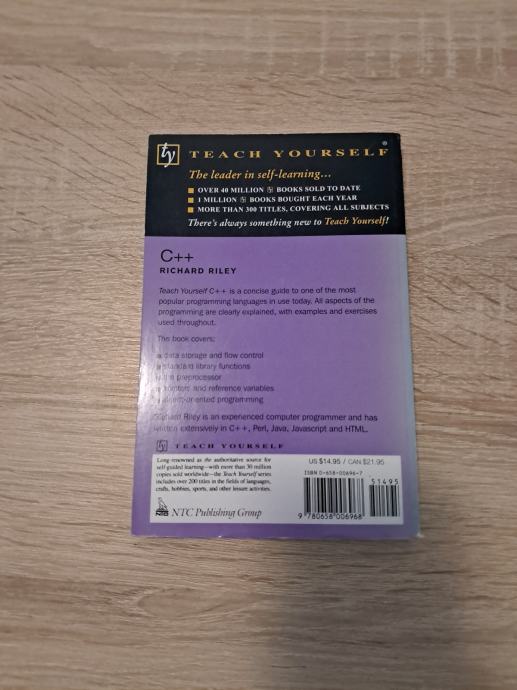 ty TEACH YOURSELF®
The leader in self-learning...
OVER 40 MILLION ty BOOKS SOLD TO DATE
1 MILLION ty BOOKS BOUGHT EACH YEAR
MORE THAN 300 TITLES, COVERING ALL SUBJECTS
There's always something new to Teach Yourself!
C++
RICHARD RILEY
Teach Yourself C++ is a concise guide to one of the most
popular programming languages in use today. All aspects of the
programming are clearly explained, with examples and exercises
used throughout.
The book covers:
data storage and flow control
standard library functions
the preprocessor
pointers and reference variables
object-oriented programming
Richard Riley is an experienced computer programmer and has
written extensively in C++, Perl, Java, Javascript and HTML.
ty TEACH YOURSELF
Long-renowned as the authoritative source for
self-guided learning—with more than 30 million
copies sold worldwide—the Teach Yourself series
includes over 200 titles in the fields of languages,
crafts, hobbies, sports, and other leisure activities.
NTC Publishing Group
US $14.95 / CAN $21.95
ISBN 0-658-00696-7
51495
9 780658 006968